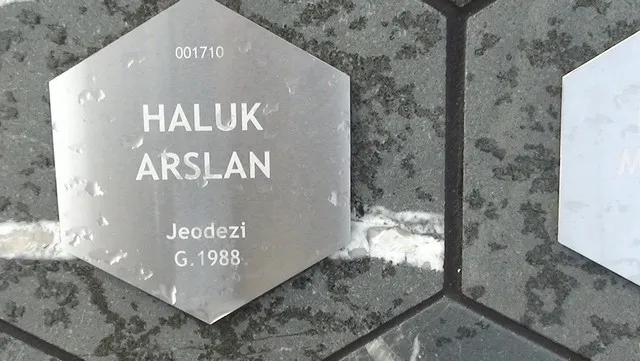 001710
HALUK
ARSLAN
Jeodezi
G.1988